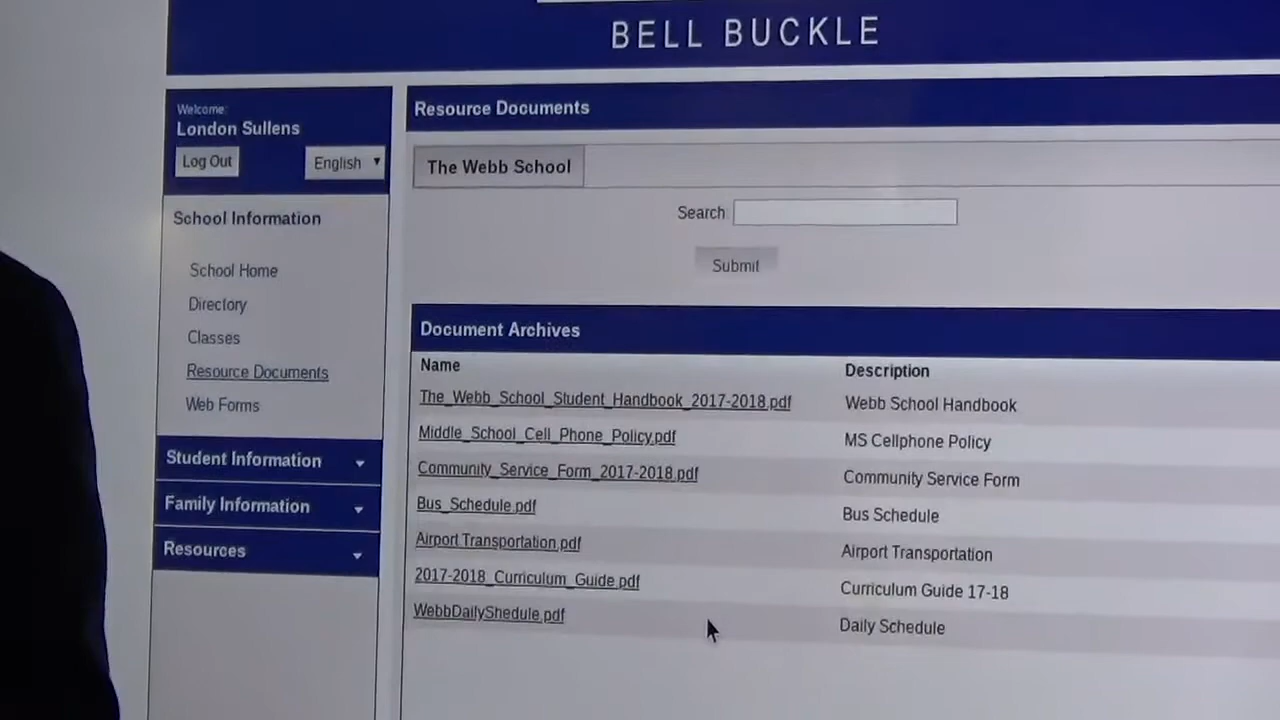 BELL BUCKLE
Welcome:
London Sullens
Log Out
English
School Information
School Home
Directory
Classes
Resource Documents
Web Forms
Student Information
Family Information
Resources
Resource Documents
The Webb School
Search
Submit
Document Archives
Name Description
The_Webb_School_Student_Handbook_2017-2018.pdf Webb School Handbook
Middle_School_Cell_Phone_Policy.pdf MS Cellphone Policy
Community_Service_Form_2017-2018.pdf Community Service Form
Bus_Schedule.pdf Bus Schedule
Airport Transportation.pdf Airport Transportation
2017-2018_Curriculum_Guide.pdf Curriculum Guide 17-18
WebbDailyShedule.pdf Daily Schedule